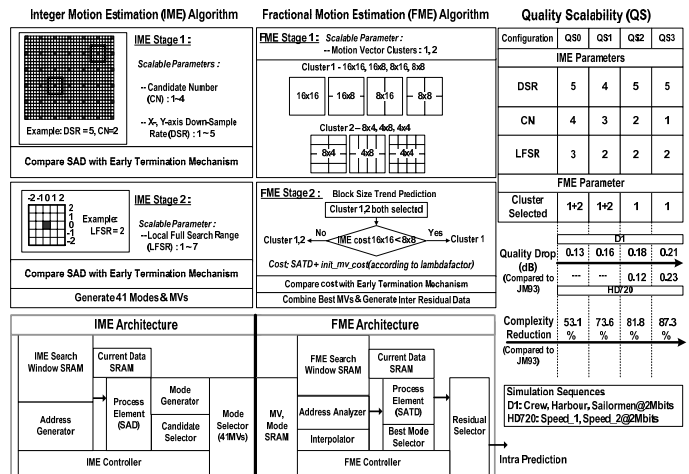 Integer Motion Estimation (IME) Algorithm
IME Stage 1:
Scalable Parameters:
-- Candidate Number
(CN) : 1~4
-- X-, Y-axis Down-Sample
Rate(DSR) : 1~5
Example: DSR = 5, CN=2
Compare SAD with Early Termination Mechanism
-2 -1 0 1 2
2
1
0
-1
-2
Example:
LFSR = 2
IME Stage 2:
Scalable Parameter:
-- Local Full Search Range
(LFSR) : 1~7
Compare SAD with Early Termination Mechanism
Generate 41 Modes & MVs
Fractional Motion Estimation (FME) Algorithm
FME Stage 1: Scalable Parameter:
-- Motion Vector Clusters : 1, 2
Cluster 1 - 16x16, 16x8, 8x16, 8x8
16x16 16x8 8x16 8x8
Cluster 2 – 8x4, 4x8, 4x4
8x4 4x8 4x4
FME Stage 2 : Block Size Trend Prediction
Cluster 1,2 both selected
No Yes
Cluster 1,2 IME cost 16x16 < 8x8 Cluster 1
Cost: SATD + init_mv_cost(according to lambdafactor)
Compare cost with Early Termination Mechanism
Combine Best MVs & Generate Inter Residual Data
Quality Scalability (QS)
Configuration QS0 QS1 QS2 QS3
IME Parameters
DSR 5 4 5 5
CN 4 3 2 1
LFSR 3 2 2 2
FME Parameter
Cluster
Selected 1+2 1+2 1 1
D1
Quality Drop
(dB)
(Compared to
JM93)
0.13 0.16 0.18 0.21
--- --- 0.12 0.23
HD720
Complexity
Reduction
(Compared to
JM93)
53.1 73.6 81.8 87.3
% % % %
Simulation Sequences
D1: Crew, Harbour, Sailormen@2Mbits
HD720: Speed_1, Speed_2@2Mbits
IME Architecture
IME Search
Window SRAM
Current Data
SRAM
Address
Generator
Process
Element
(SAD)
Mode
Generator
Candidate
Selector
Mode
Selector
(41MVs)
IME Controller
FME Architecture
MV,
Mode
SRAM
FME Search
Window SRAM
Current Data
SRAM
Address Analyzer
Interpolator
Process
Element
(SATD)
Best Mode
Selector
Residual
Selector
FME Controller
Intra Prediction